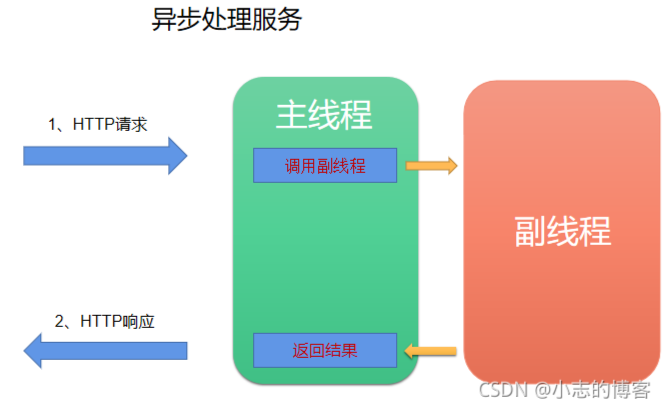 异步处理服务
1、HTTP请求
主线程
调用副线程
副线程
2、HTTP响应
返回结果
CSDN @小志的博客